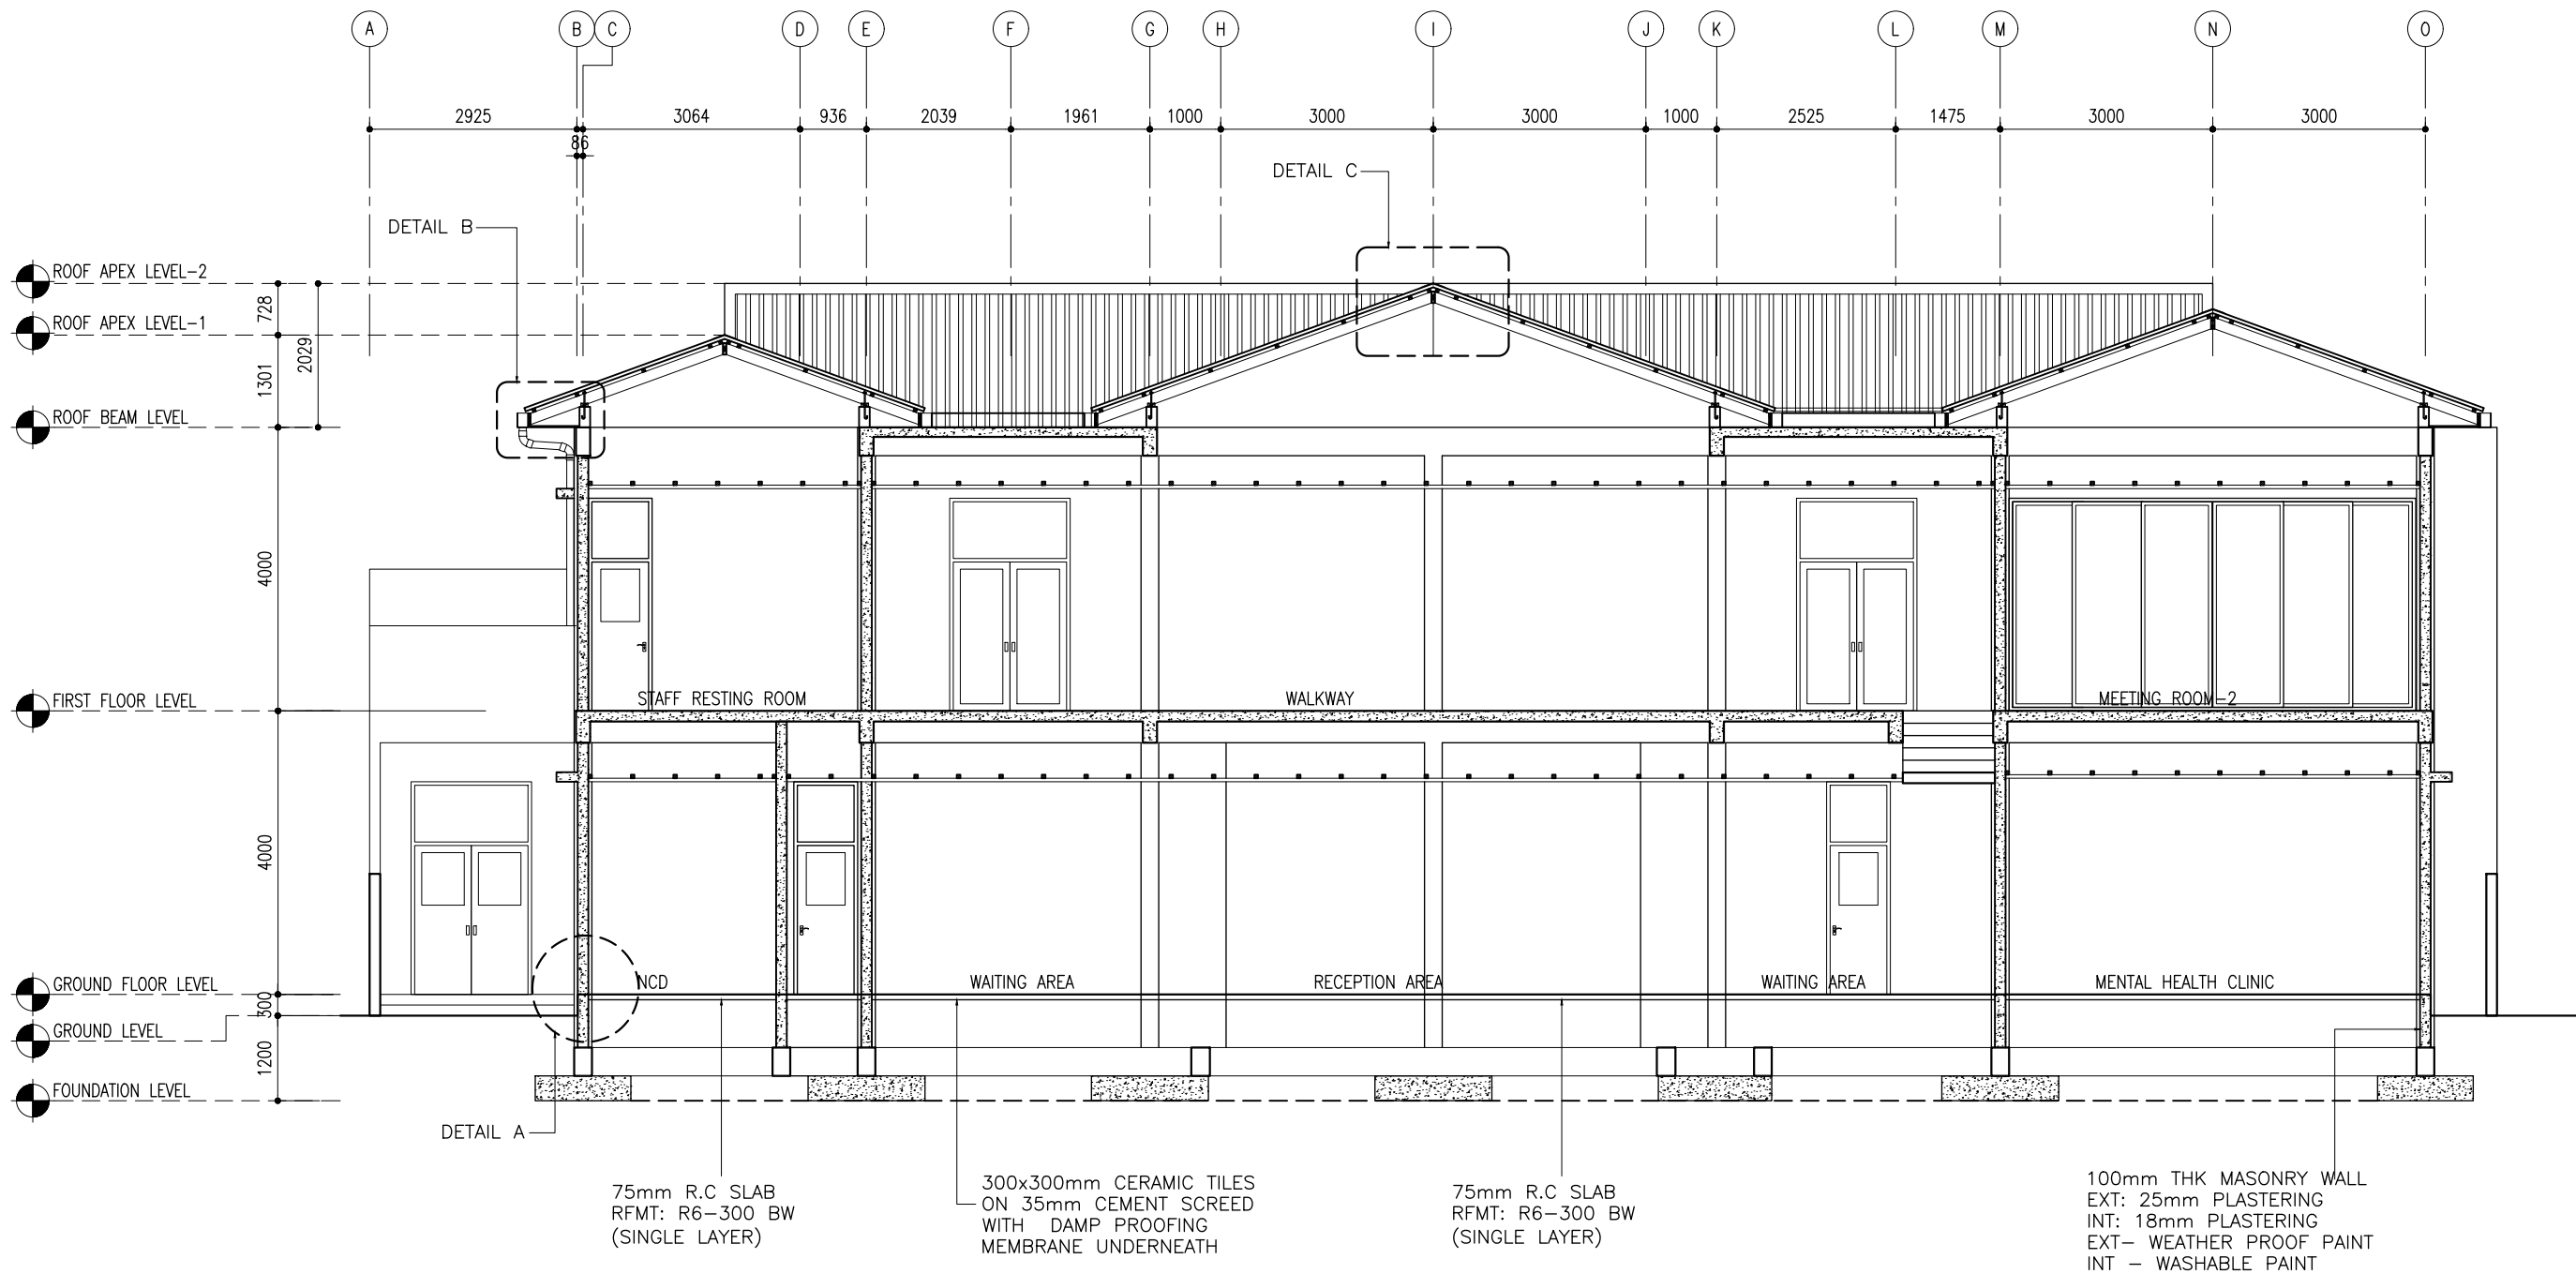 A
B
C
D
E
F
G
H
I
J
K
L
M
N
O
2925
3064
936
2039
1961
1000
3000
3000
1000
2525
1475
3000
3000
86
DETAIL C
DETAIL B
ROOF APEX LEVEL-2
728
ROOF APEX LEVEL-1
2029
1301
ROOF BEAM LEVEL
4000
FIRST FLOOR LEVEL
STAFF RESTING ROOM
WALKWAY
MEETING ROOM-2
4000
GROUND FLOOR LEVEL
NCD
WAITING AREA
RECEPTION AREA
WAITING AREA
MENTAL HEALTH CLINIC
300
GROUND LEVEL
1200
FOUNDATION LEVEL
DETAIL A
75mm R.C SLAB
RFMT: R6-300 BW
(SINGLE LAYER)
300x300mm CERAMIC TILES
ON 35mm CEMENT SCREED
WITH DAMP PROOFING
MEMBRANE UNDERNEATH
75mm R.C SLAB
RFMT: R6-300 BW
(SINGLE LAYER)
100mm THK MASONRY WALL
EXT: 25mm PLASTERING
INT: 18mm PLASTERING
EXT- WEATHER PROOF PAINT
INT - WASHABLE PAINT